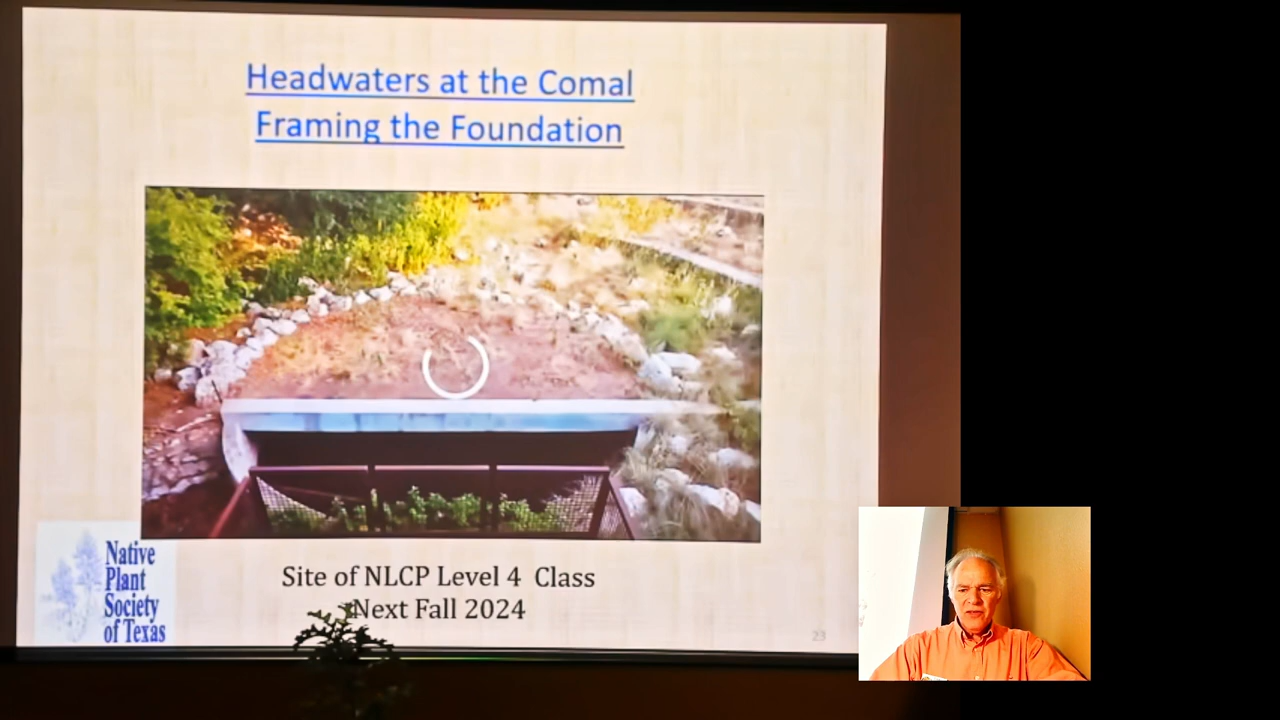 Headwaters at the Comal
Framing the Foundation
Native
Plant
Society
of Texas
Site of NLCP Level 4 Class
Next Fall 2024
23